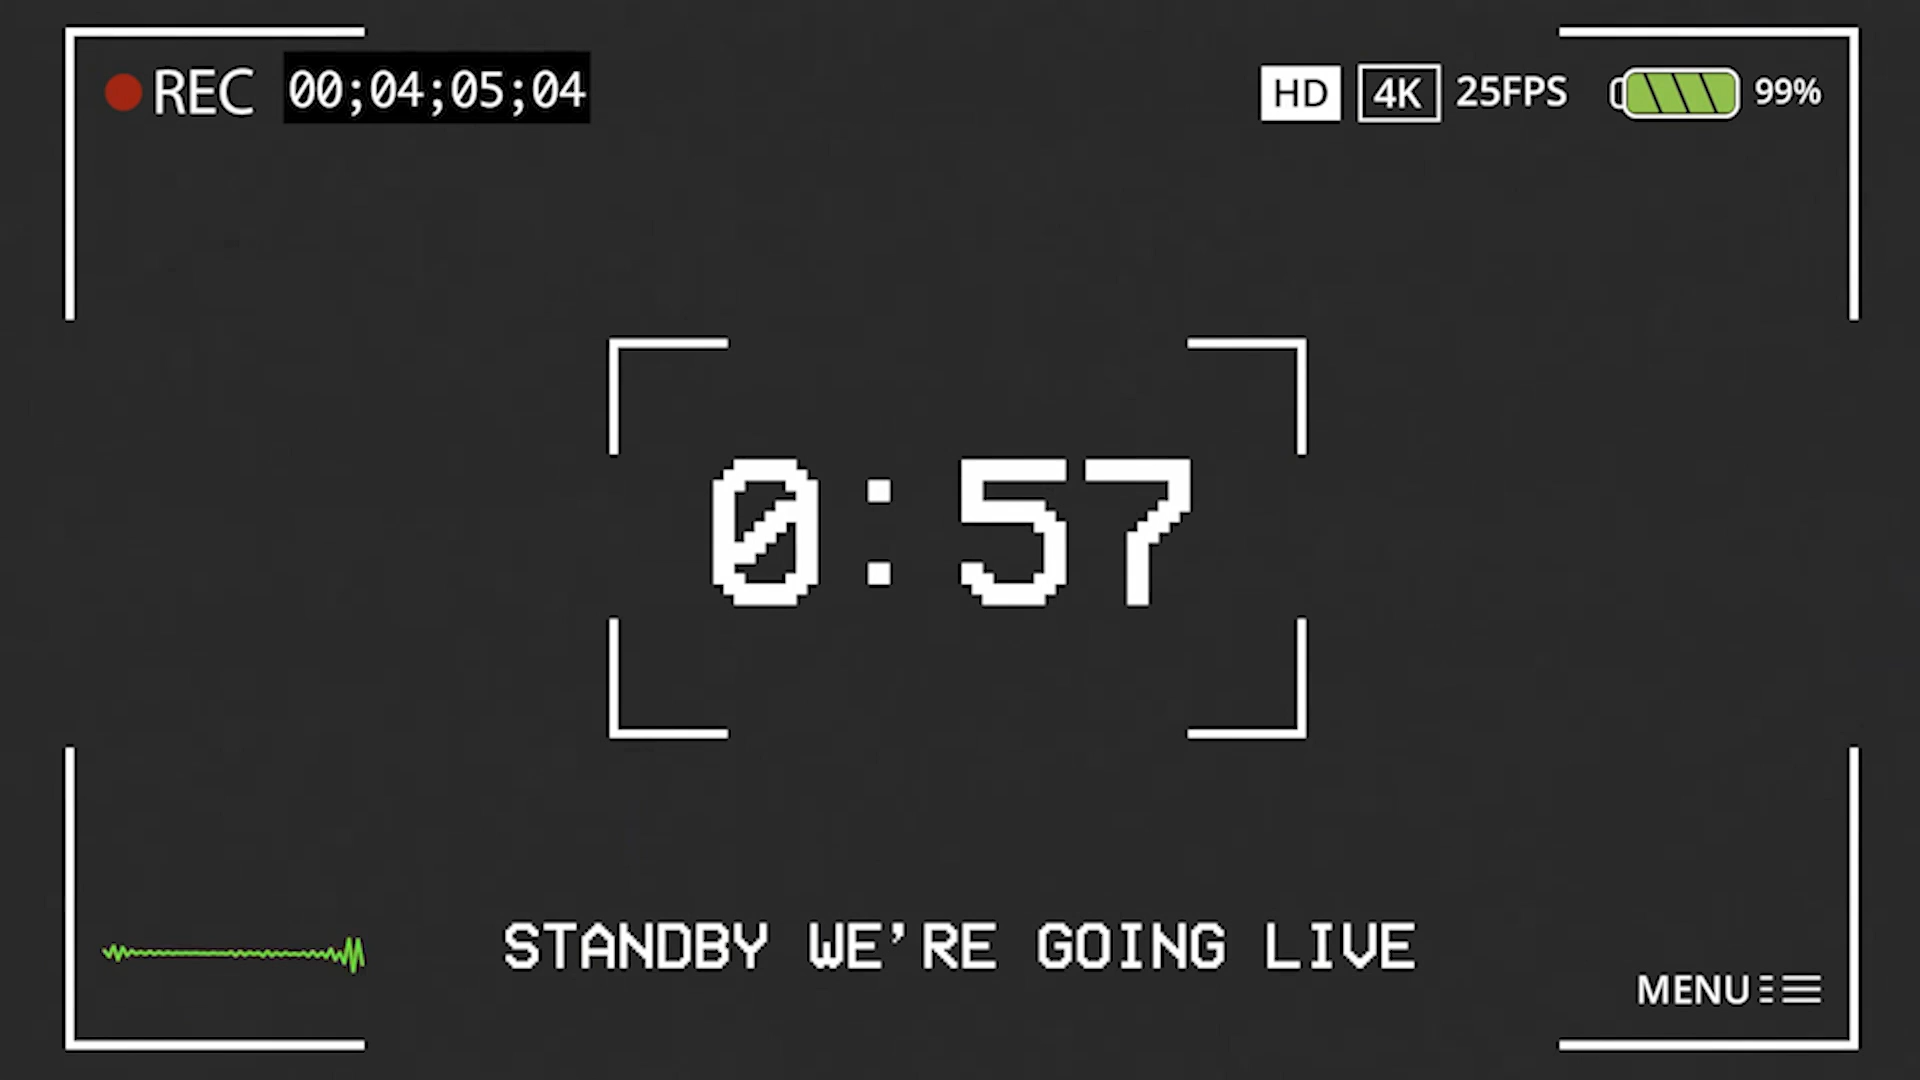 REC 00;04;05;04 HD 4K 25FPS 99%
0:57
STANDBY WE'RE GOING LIVE
MENU